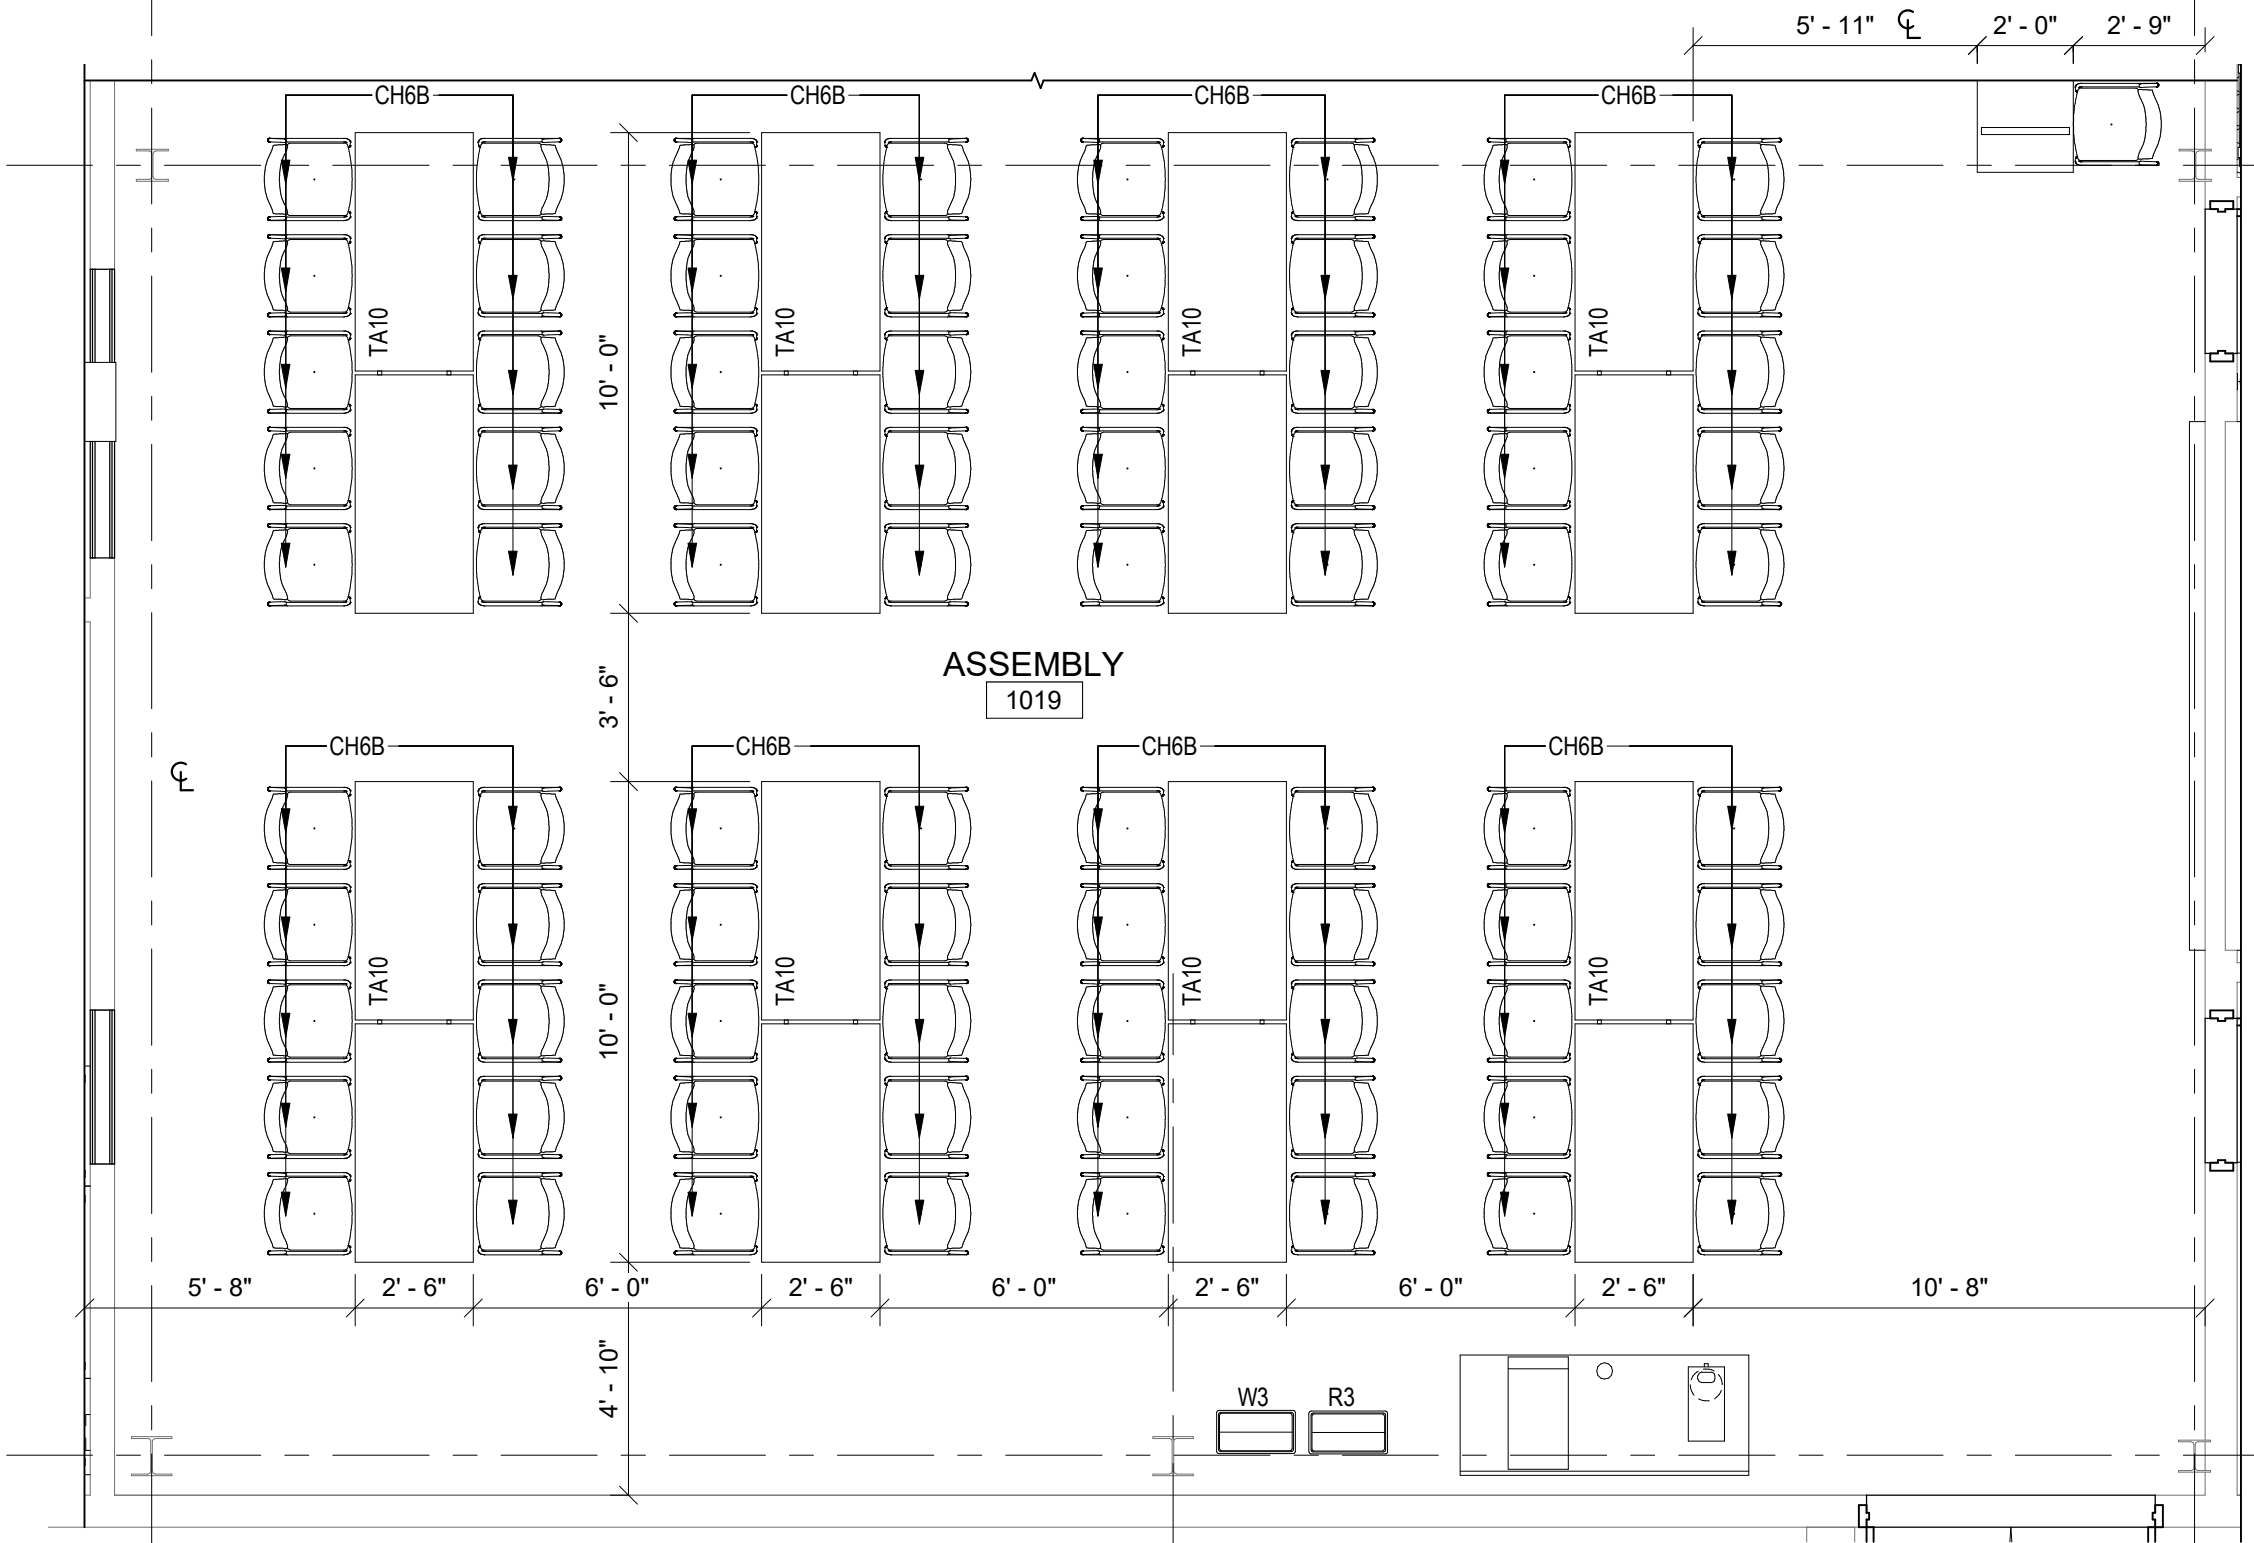 5' - 11" ℄ 2' - 0" 2' - 9"
CH6B CH6B CH6B CH6B
TA10 TA10 TA10 TA10
10' - 0"
ASSEMBLY
1019
3' - 6"
CH6B CH6B CH6B CH6B
℄
TA10 TA10 TA10 TA10
10' - 0"
5' - 8" 2' - 6" 6' - 0" 2' - 6" 6' - 0" 2' - 6" 6' - 0" 2' - 6" 10' - 8"
4' - 10"
W3 R3